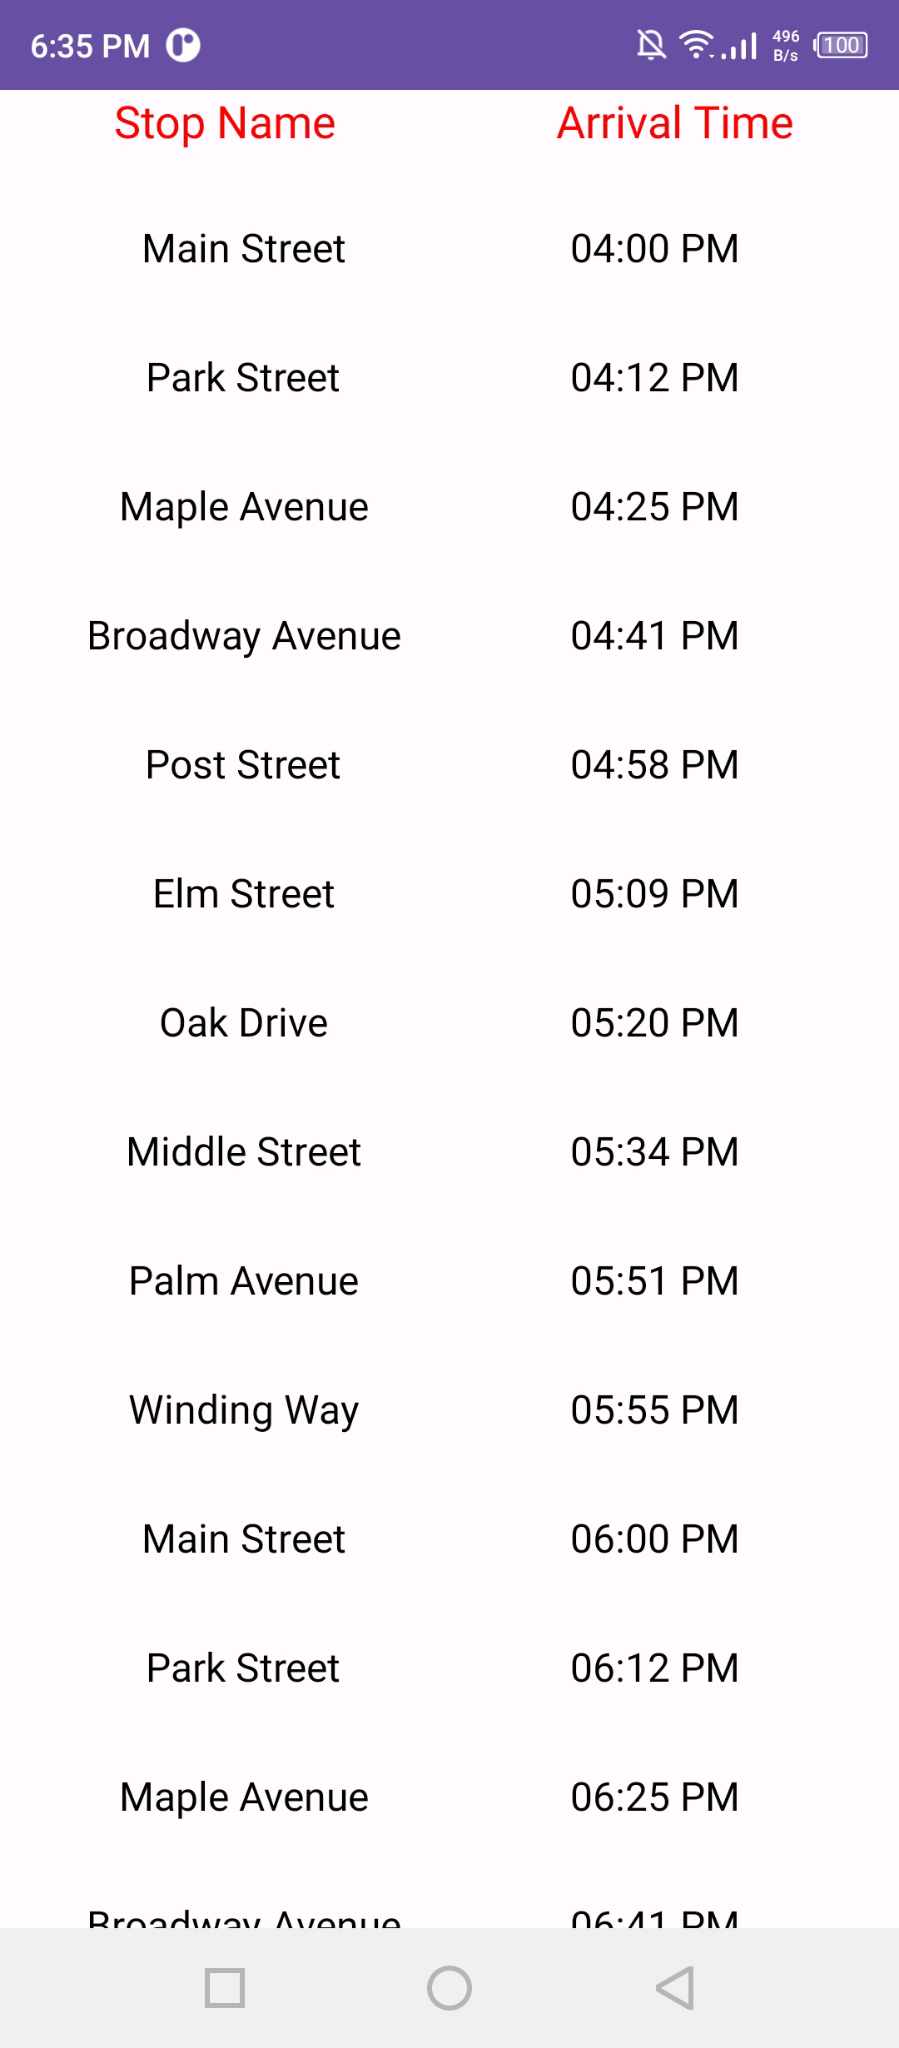 6:35 PM 496 B/s 100
Stop Name Arrival Time
Main Street 04:00 PM
Park Street 04:12 PM
Maple Avenue 04:25 PM
Broadway Avenue 04:41 PM
Post Street 04:58 PM
Elm Street 05:09 PM
Oak Drive 05:20 PM
Middle Street 05:34 PM
Palm Avenue 05:51 PM
Winding Way 05:55 PM
Main Street 06:00 PM
Park Street 06:12 PM
Maple Avenue 06:25 PM
Broadway Avenue 06:41 PM